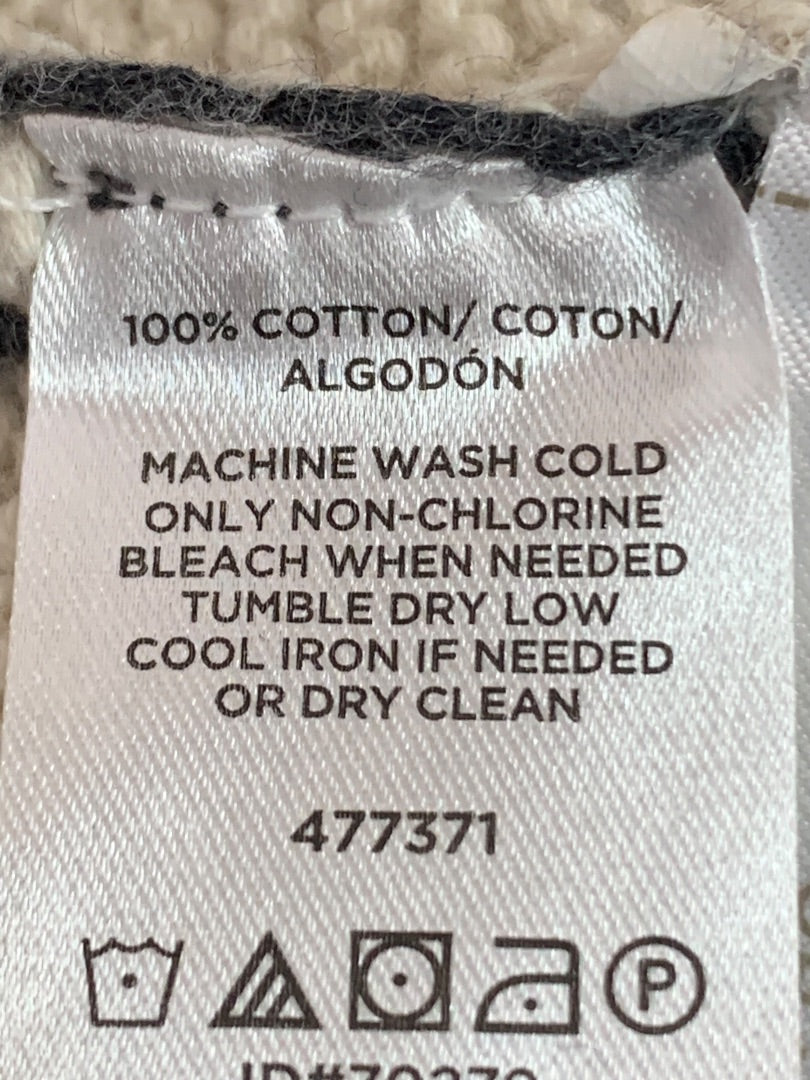 100% COTTON/ COTON/
ALGODÓN
MACHINE WASH COLD
ONLY NON-CHLORINE
BLEACH WHEN NEEDED
TUMBLE DRY LOW
COOL IRON IF NEEDED
OR DRY CLEAN
477371
P